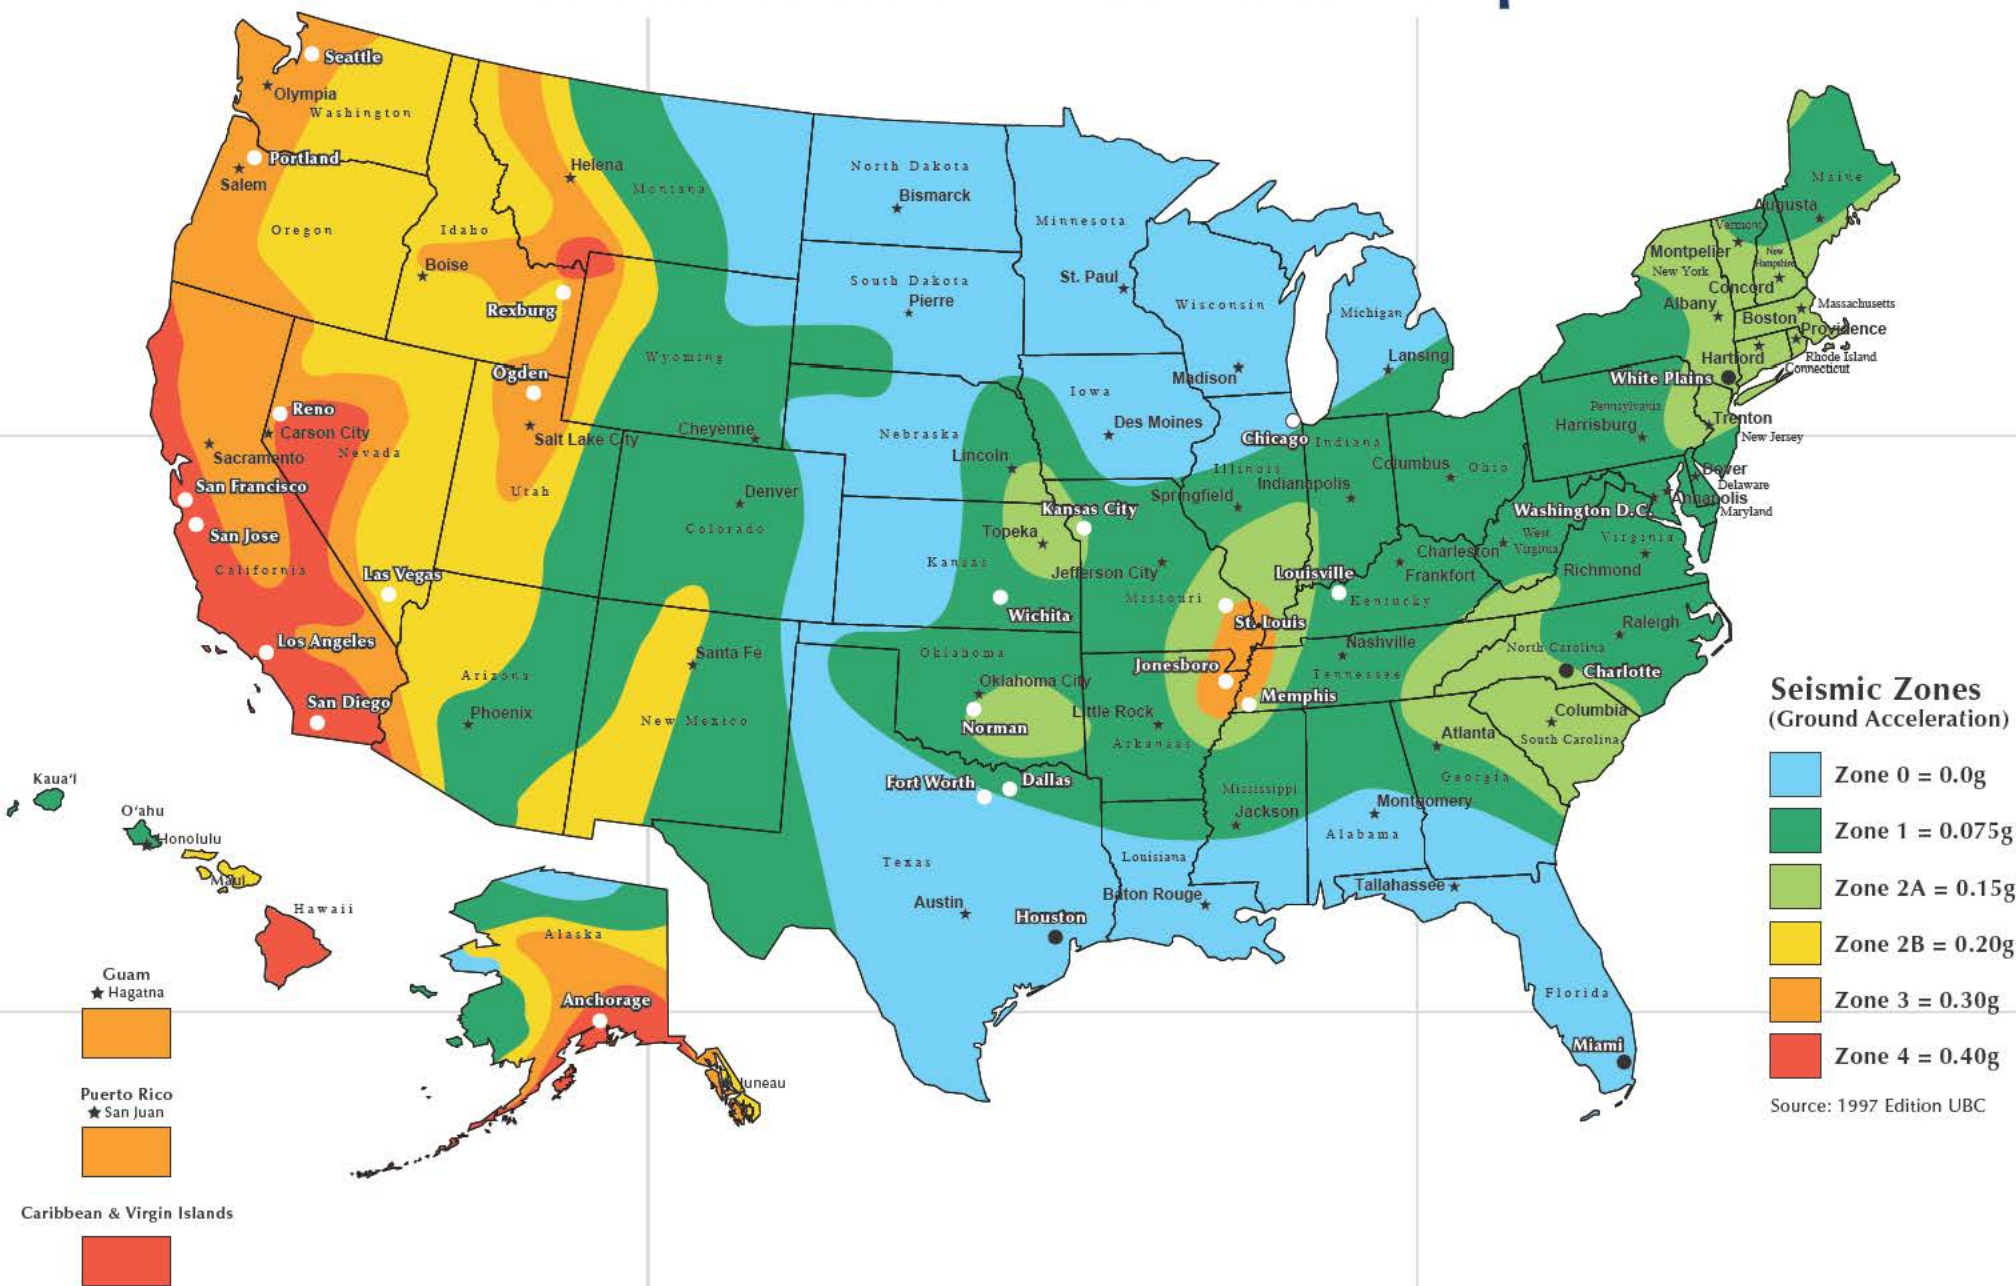 Seattle
Olympia
Washington
Portland
Salem
Oregon
Idaho
Boise
Rexburg
Helena
Montana
North Dakota
Bismarck
Minnesota
South Dakota
Pierre
St. Paul
Wisconsin
Madison
Michigan
Lansing
Maine
Augusta
Vermont
Montpelier
New York
New
Hampshire
Concord
Albany
Massachusetts
Boston
Providence
Hartford
Rhode Island
Connecticut
White Plains
Pennsylvania
Harrisburg
Trenton
New Jersey
Wyoming
Ogden
Reno
Carson City
Nevada
Sacramento
San Francisco
San Jose
California
Salt Lake City
Utah
Cheyenne
Denver
Colorado
Nebraska
Lincoln
Iowa
Des Moines
Chicago
Illinois
Springfield
Indiana
Indianapolis
Columbus
Ohio
Dover
Delaware
Annapolis
Maryland
Washington D.C.
West
Virginia
Charleston
Virginia
Richmond
Kansas City
Topeka
Kansas
Wichita
Jefferson City
Missouri
St. Louis
Louisville
Frankfort
Kentucky
Las Vegas
Los Angeles
San Diego
Arizona
Phoenix
Santa Fe
New Mexico
Oklahoma
Oklahoma City
Norman
Jonesboro
Memphis
Little Rock
Arkansas
Nashville
Tennessee
Raleigh
North Carolina
Charlotte
Columbia
South Carolina
Atlanta
Georgia
Fort Worth
Dallas
Texas
Austin
Houston
Louisiana
Baton Rouge
Mississippi
Jackson
Montgomery
Alabama
Tallahassee
Florida
Miami
Kaua'I
O'ahu
Honolulu
Maui
Hawaii
Alaska
Anchorage
Juneau
Guam
Hagatna
Puerto Rico
San Juan
Caribbean & Virgin Islands
Seismic Zones
(Ground Acceleration)
Zone 0 = 0.0g
Zone 1 = 0.075g
Zone 2A = 0.15g
Zone 2B = 0.20g
Zone 3 = 0.30g
Zone 4 = 0.40g
Source: 1997 Edition UBC